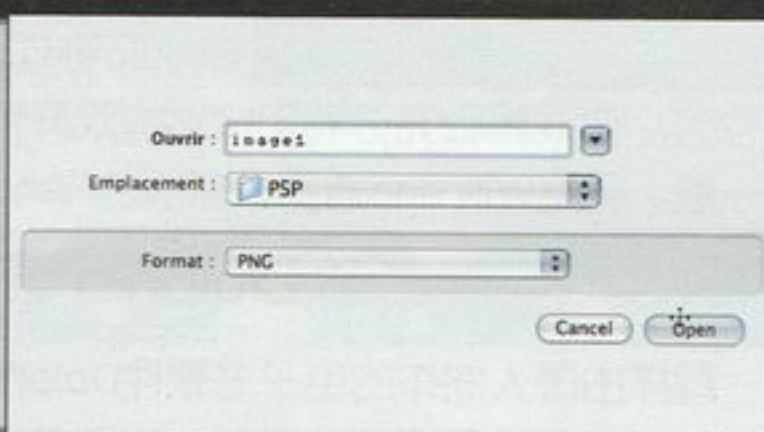 Ouvrir : image1
Emplacement : PSP
Format : PNG
Cancel Open